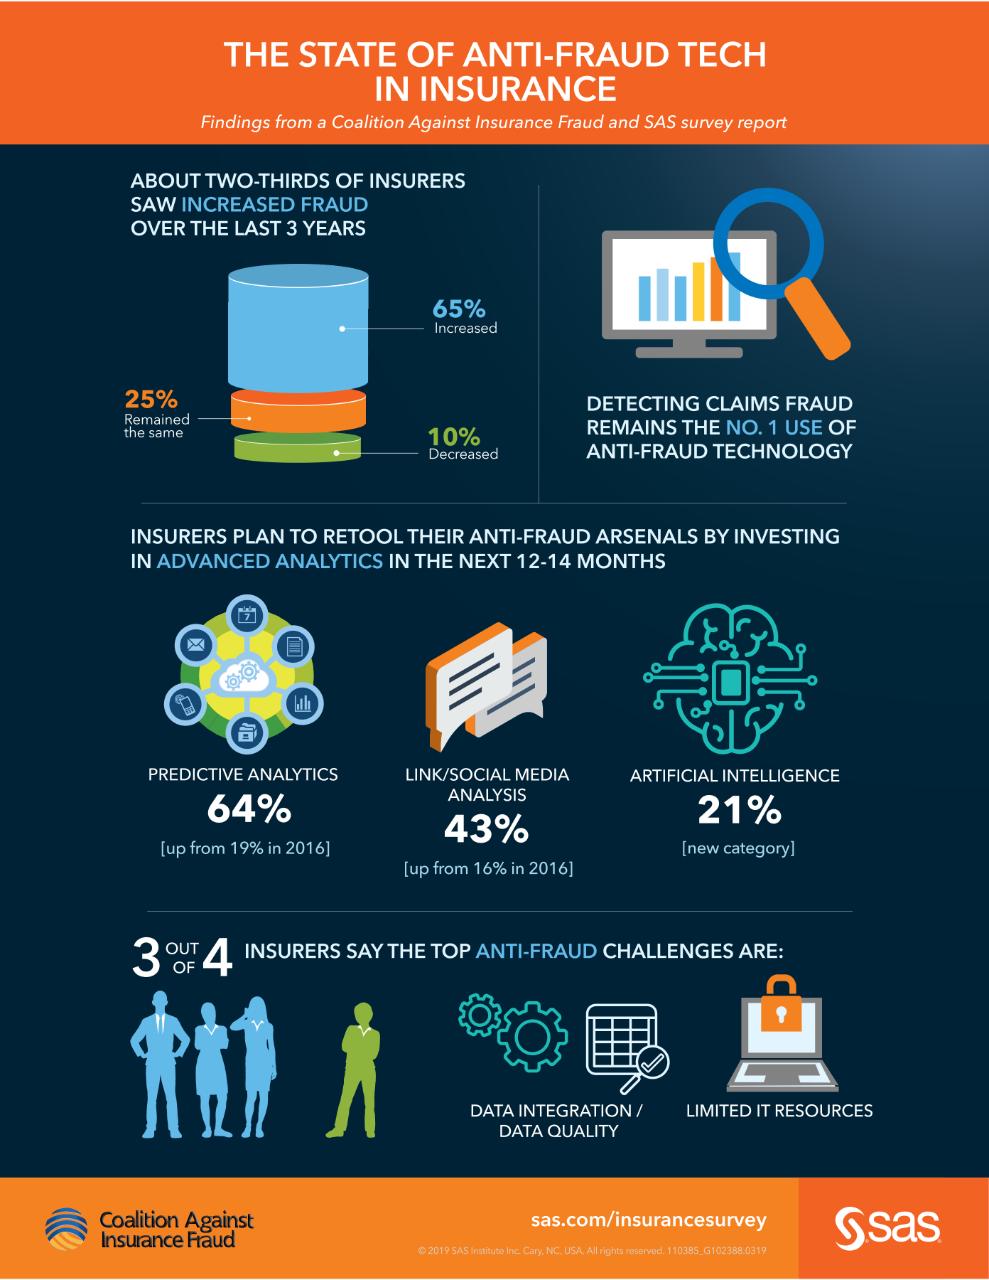 THE STATE OF ANTI-FRAUD TECH
IN INSURANCE
Findings from a Coalition Against Insurance Fraud and SAS survey report
ABOUT TWO-THIRDS OF INSURERS
SAW INCREASED FRAUD
OVER THE LAST 3 YEARS
65%
Increased
25%
Remained
the same
10%
Decreased
DETECTING CLAIMS FRAUD
REMAINS THE NO. 1 USE OF
ANTI-FRAUD TECHNOLOGY
INSURERS PLAN TO RETOOL THEIR ANTI-FRAUD ARSENALS BY INVESTING
IN ADVANCED ANALYTICS IN THE NEXT 12-14 MONTHS
7
PREDICTIVE ANALYTICS
64%
[up from 19% in 2016]
LINK/SOCIAL MEDIA
ANALYSIS
43%
[up from 16% in 2016]
ARTIFICIAL INTELLIGENCE
21%
[new category]
3 OUT OF 4 INSURERS SAY THE TOP ANTI-FRAUD CHALLENGES ARE:
DATA INTEGRATION /
DATA QUALITY
LIMITED IT RESOURCES
Coalition Against
Insurance Fraud
sas.com/insurancesurvey
© 2019 SAS Institute Inc. Cary, NC, USA. All rights reserved. 110385_G102388.0319
sas